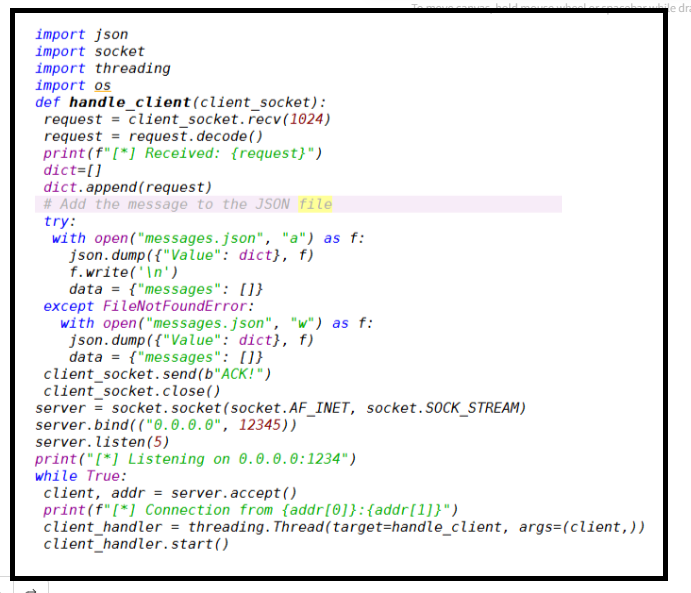 To move canvas, hold mouse wheel or spacebar while dra
import json
import socket
import threading
import os
def handle_client(client_socket):
 request = client_socket.recv(1024)
 request = request.decode()
 print(f"[*] Received: {request}")
 dict=[]
 dict.append(request)
 # Add the message to the JSON file
 try:
  with open("messages.json", "a") as f:
    json.dump({"Value": dict}, f)
    f.write('\n')
    data = {"messages": []}
 except FileNotFoundError:
   with open("messages.json", "w") as f:
    json.dump({"Value": dict}, f)
    data = {"messages": []}
 client_socket.send(b"ACK!")
 client_socket.close()
server = socket.socket(socket.AF_INET, socket.SOCK_STREAM)
server.bind(("0.0.0.0", 12345))
server.listen(5)
print("[*] Listening on 0.0.0.0:1234")
while True:
 client, addr = server.accept()
 print(f"[*] Connection from {addr[0]}:{addr[1]}")
 client_handler = threading.Thread(target=handle_client, args=(client,))
 client_handler.start()